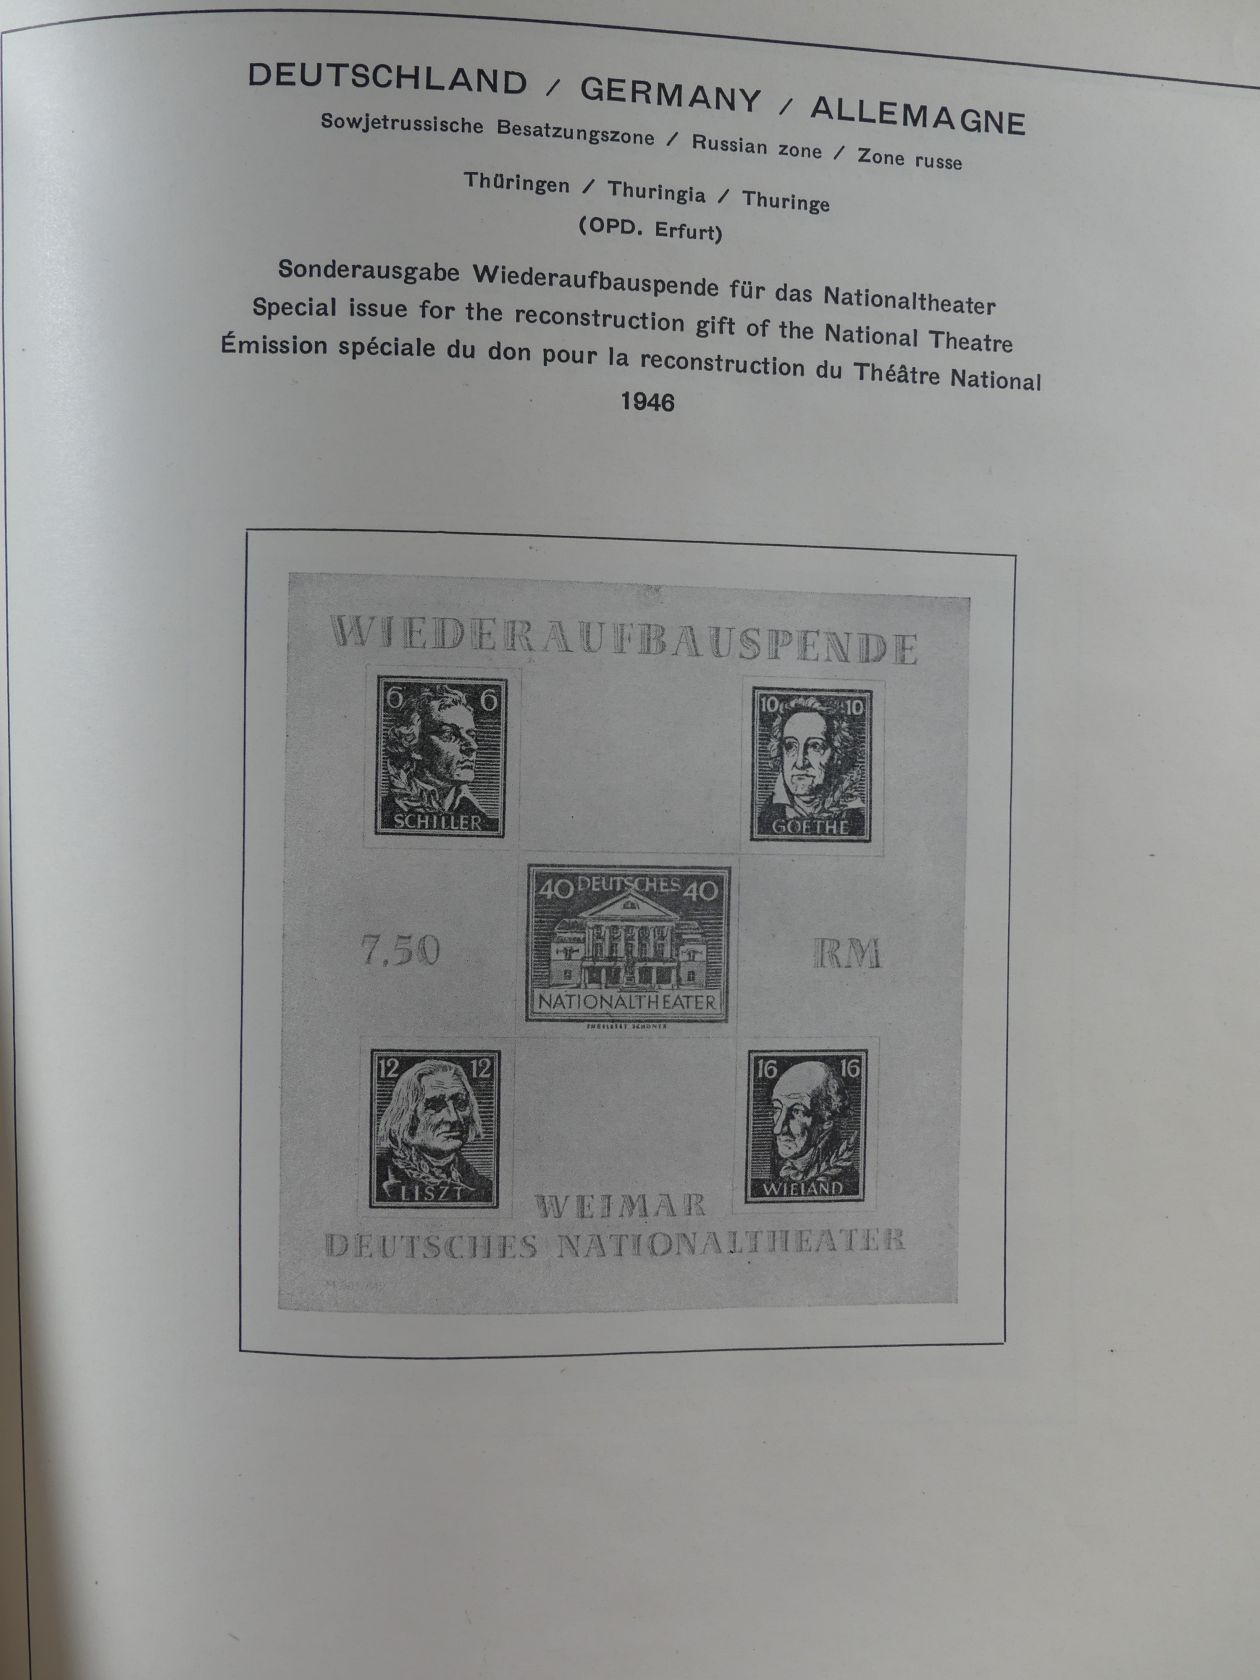 DEUTSCHLAND / GERMANY / ALLEMAGNE
Sowjetrussische Besatzungszone / Russian zone / Zone russe
Thüringen / Thuringia / Thuringe
(OPD. Erfurt)
Sonderausgabe Wiederaufbauspende für das Nationaltheater
Special issue for the reconstruction gift of the National Theatre
Émission spéciale du don pour la reconstruction du Théâtre National
1946
WIEDERAUFBAUSPENDE
6 6
SCHILLER
10 10
GOETHE
40 DEUTSCHES 40
NATIONALTHEATER
7,50
RM
12 12
LISZT
16 16
WIELAND
WEIMAR
DEUTSCHES NATIONALTHEATER